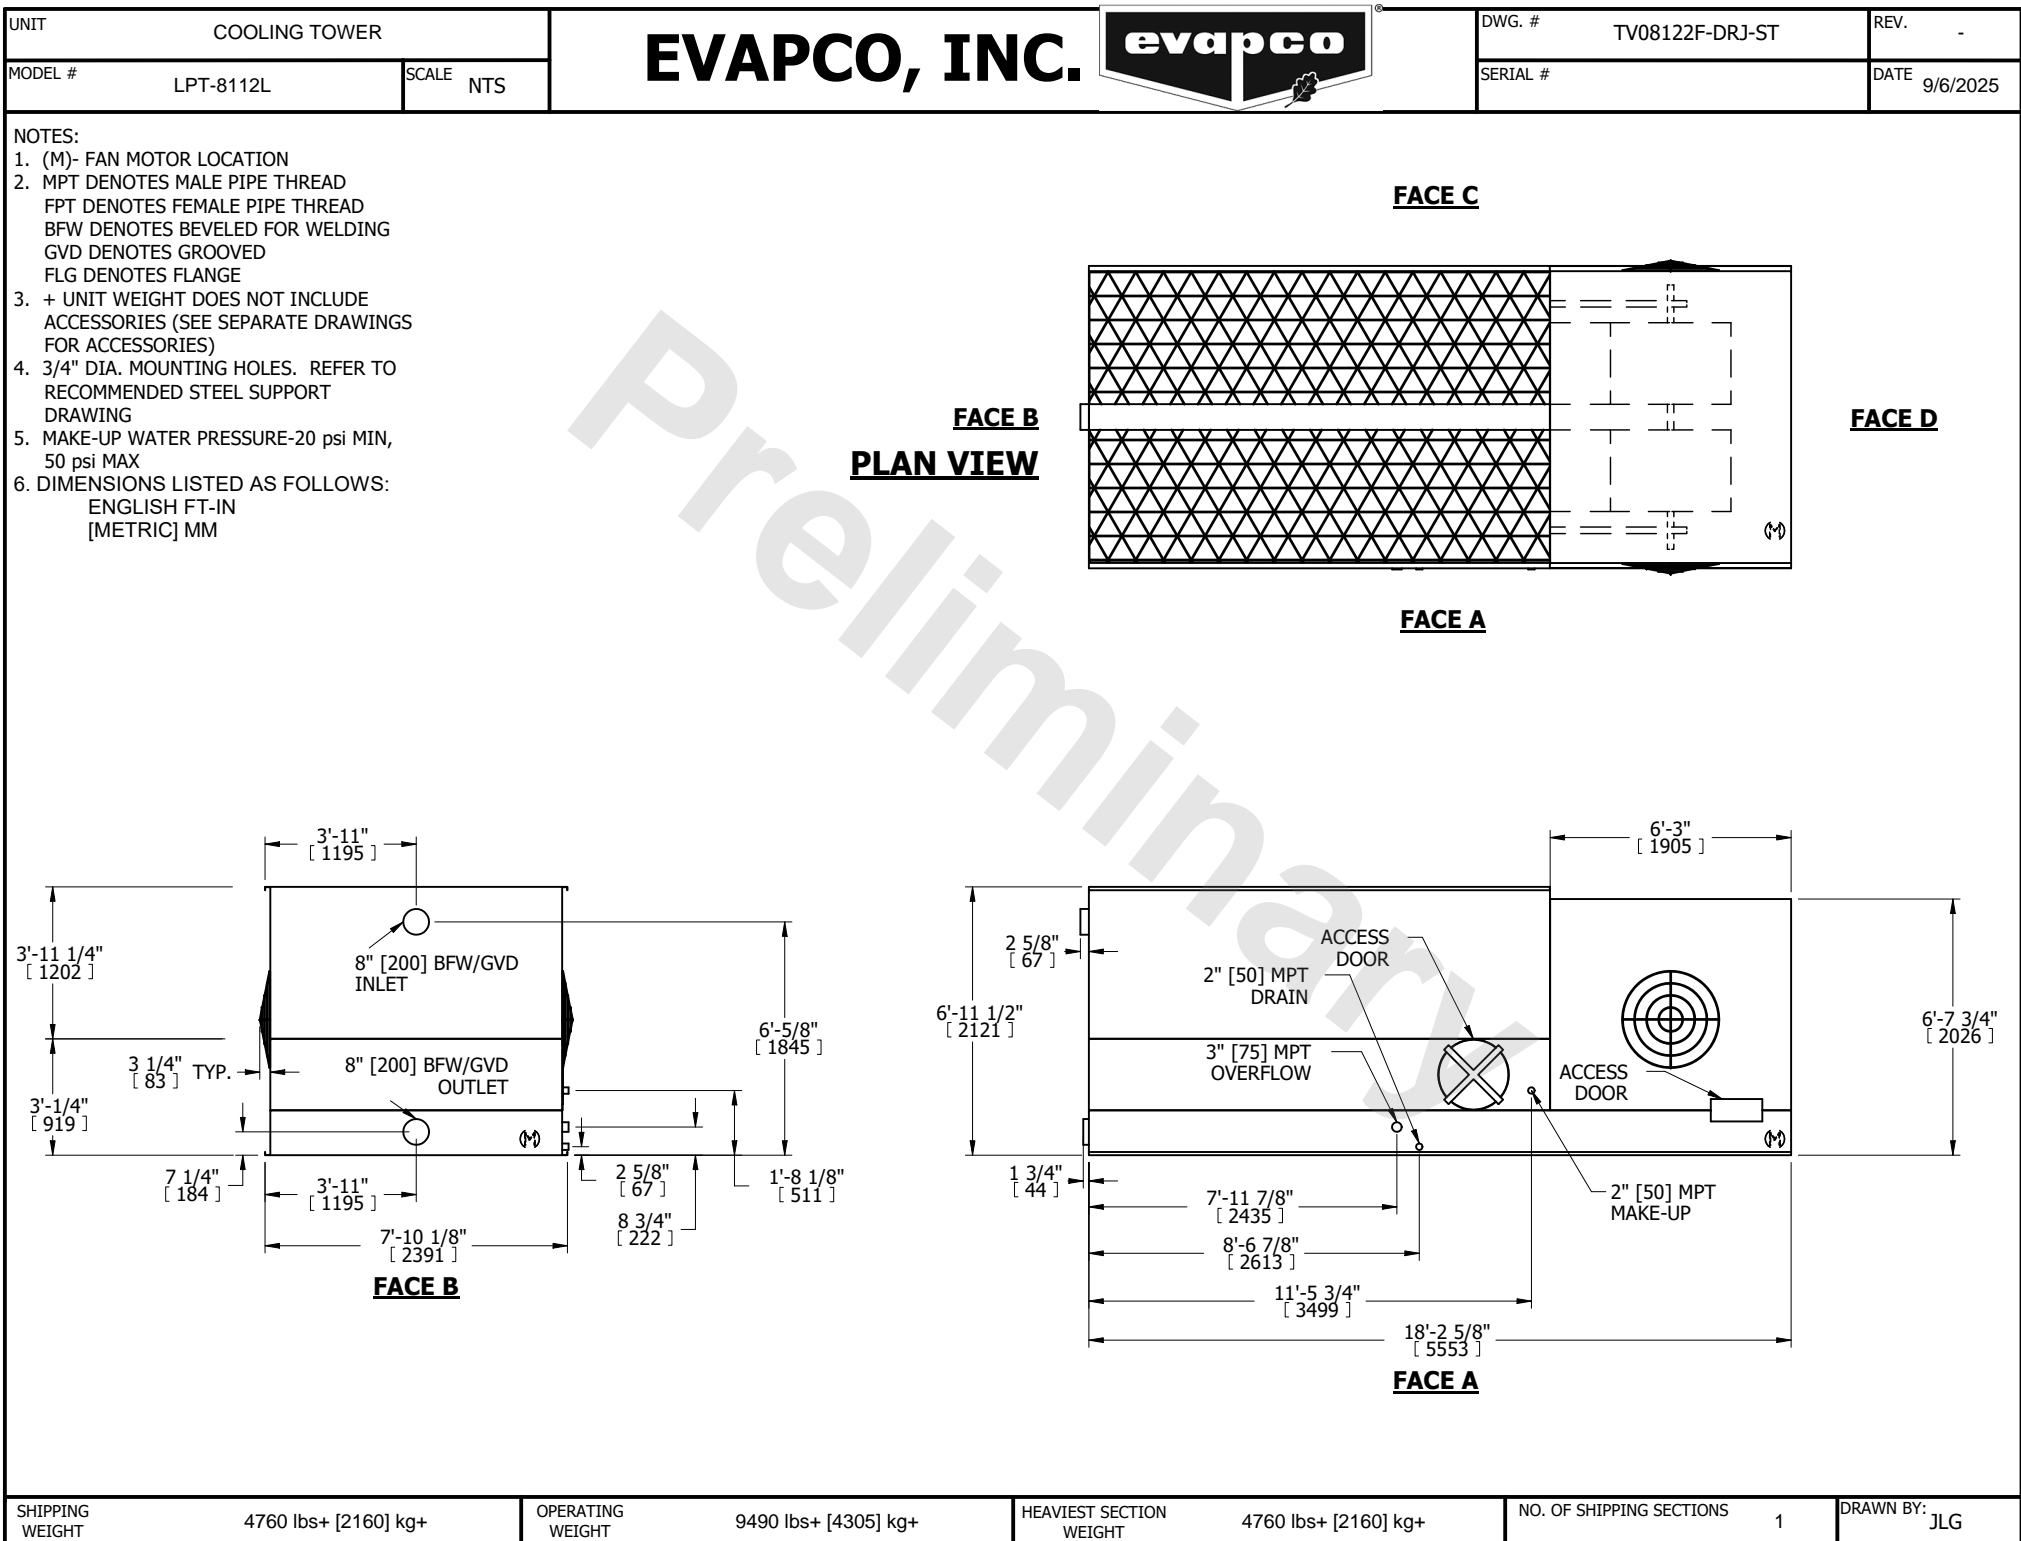 UNIT
COOLING TOWER
MODEL #
LPT-8112L
SCALE
NTS
EVAPCO, INC.
evapco
®
DWG. #
TV08122F-DRJ-ST
REV.
-
SERIAL #
DATE
9/6/2025
NOTES:
1. (M)- FAN MOTOR LOCATION
2. MPT DENOTES MALE PIPE THREAD
FPT DENOTES FEMALE PIPE THREAD
BFW DENOTES BEVELED FOR WELDING
GVD DENOTES GROOVED
FLG DENOTES FLANGE
3. + UNIT WEIGHT DOES NOT INCLUDE
ACCESSORIES (SEE SEPARATE DRAWINGS
FOR ACCESSORIES)
4. 3/4" DIA. MOUNTING HOLES. REFER TO
RECOMMENDED STEEL SUPPORT
DRAWING
5. MAKE-UP WATER PRESSURE-20 psi MIN,
50 psi MAX
6. DIMENSIONS LISTED AS FOLLOWS:
ENGLISH FT-IN
[METRIC] MM
Preliminary
FACE C
FACE B
PLAN VIEW
FACE D
(M)
FACE A
3'-11"
[ 1195 ]
3'-11 1/4"
[ 1202 ]
8" [200] BFW/GVD
INLET
6'-5/8"
[ 1845 ]
3 1/4"
[ 83 ]
TYP.
8" [200] BFW/GVD
OUTLET
3'-1/4"
[ 919 ]
(M)
7 1/4"
[ 184 ]
3'-11"
[ 1195 ]
2 5/8"
[ 67 ]
1'-8 1/8"
[ 511 ]
8 3/4"
[ 222 ]
7'-10 1/8"
[ 2391 ]
FACE B
6'-3"
[ 1905 ]
2 5/8"
[ 67 ]
ACCESS
DOOR
2" [50] MPT
DRAIN
6'-11 1/2"
[ 2121 ]
6'-7 3/4"
[ 2026 ]
3" [75] MPT
OVERFLOW
ACCESS
DOOR
(M)
1 3/4"
[ 44 ]
7'-11 7/8"
[ 2435 ]
2" [50] MPT
MAKE-UP
8'-6 7/8"
[ 2613 ]
11'-5 3/4"
[ 3499 ]
18'-2 5/8"
[ 5553 ]
FACE A
SHIPPING
WEIGHT
4760 lbs+ [2160] kg+
OPERATING
WEIGHT
9490 lbs+ [4305] kg+
HEAVIEST SECTION
WEIGHT
4760 lbs+ [2160] kg+
NO. OF SHIPPING SECTIONS
1
DRAWN BY:
JLG